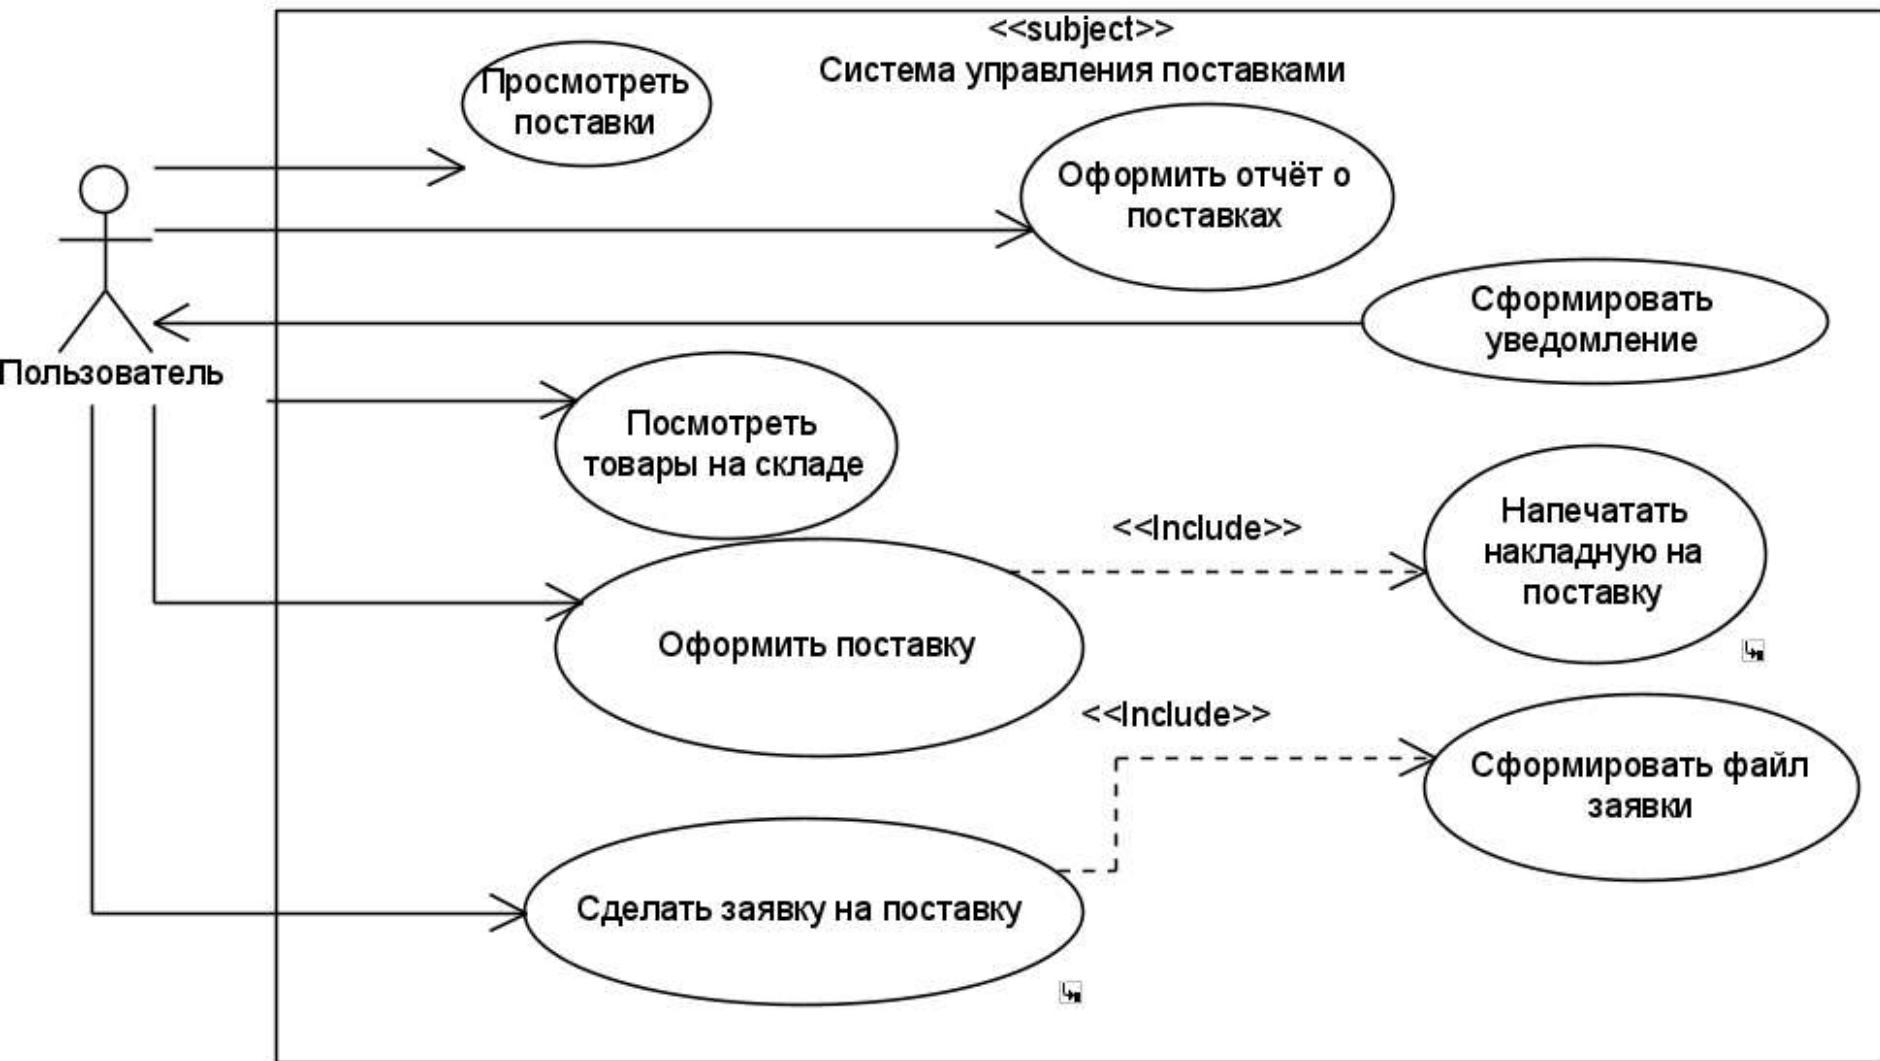 <<subject>>
Система управления поставками
Просмотреть
поставки
Оформить отчёт о
поставках
Сформировать
уведомление
Пользователь
Посмотреть
товары на складе
<<Include>>
Напечатать
накладную на
поставку
Оформить поставку
<<Include>>
Сформировать файл
заявки
Сделать заявку на поставку